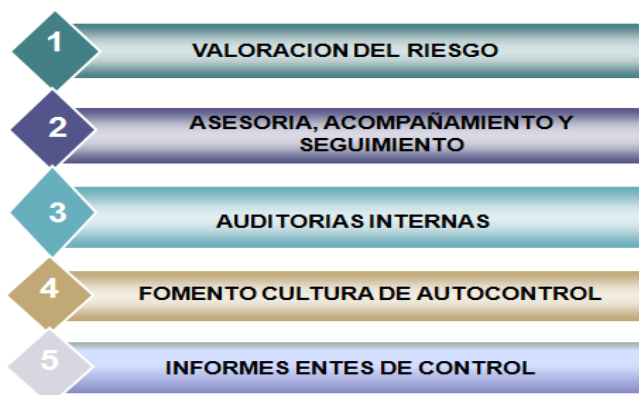 1
VALORACION DEL RIESGO
2
ASESORIA, ACOMPAÑAMIENTO Y
SEGUIMIENTO
3
AUDITORIAS INTERNAS
4
FOMENTO CULTURA DE AUTOCONTROL
5
INFORMES ENTES DE CONTROL